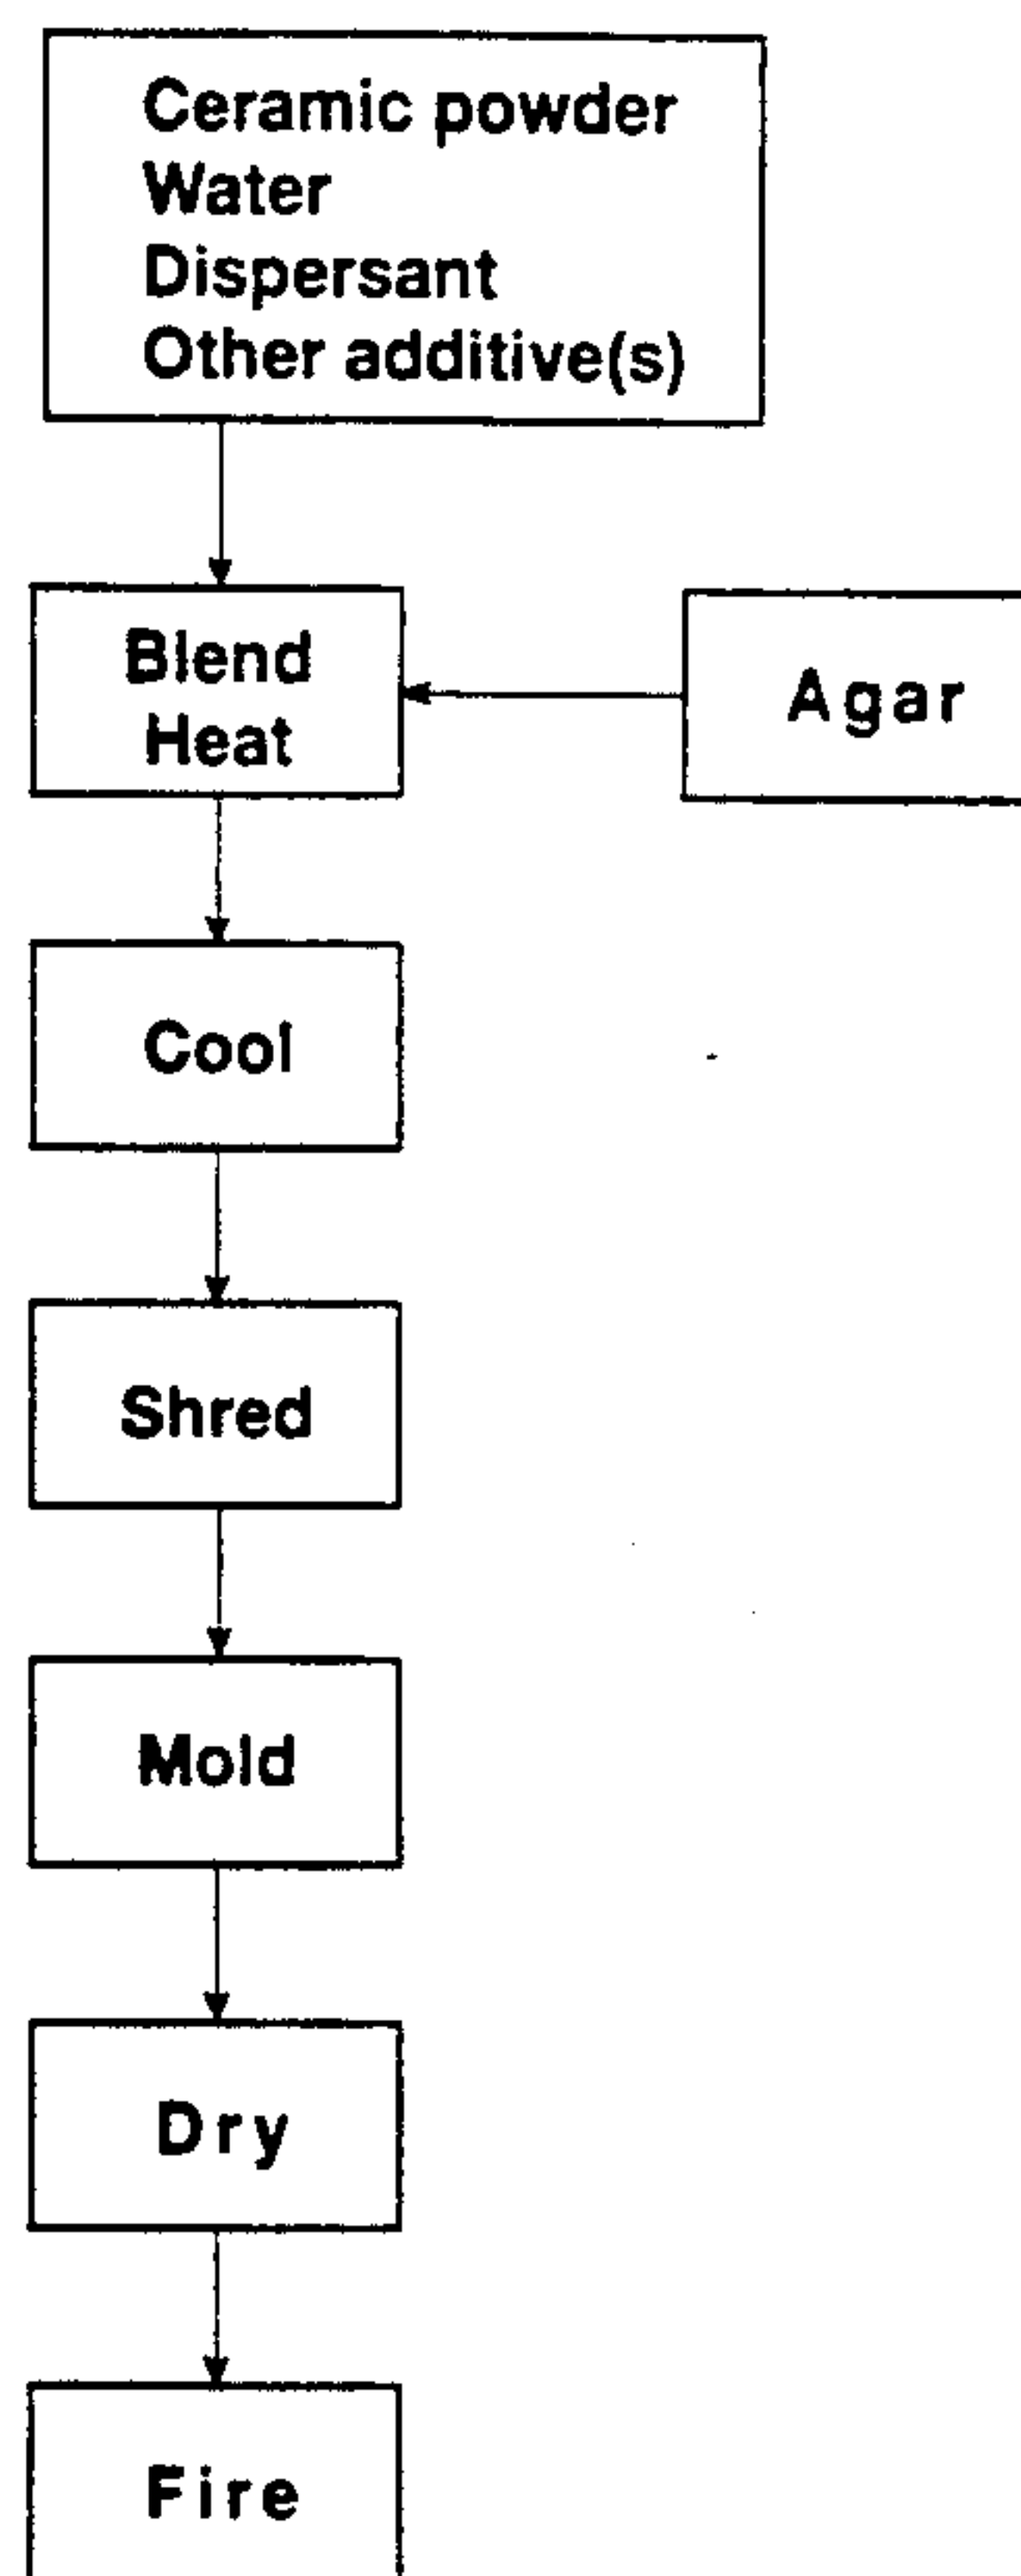 Ceramic powder
Water
Dispersant
Other additive(s)
Blend
Heat
Agar
Cool
Shred
Mold
Dry
Fire